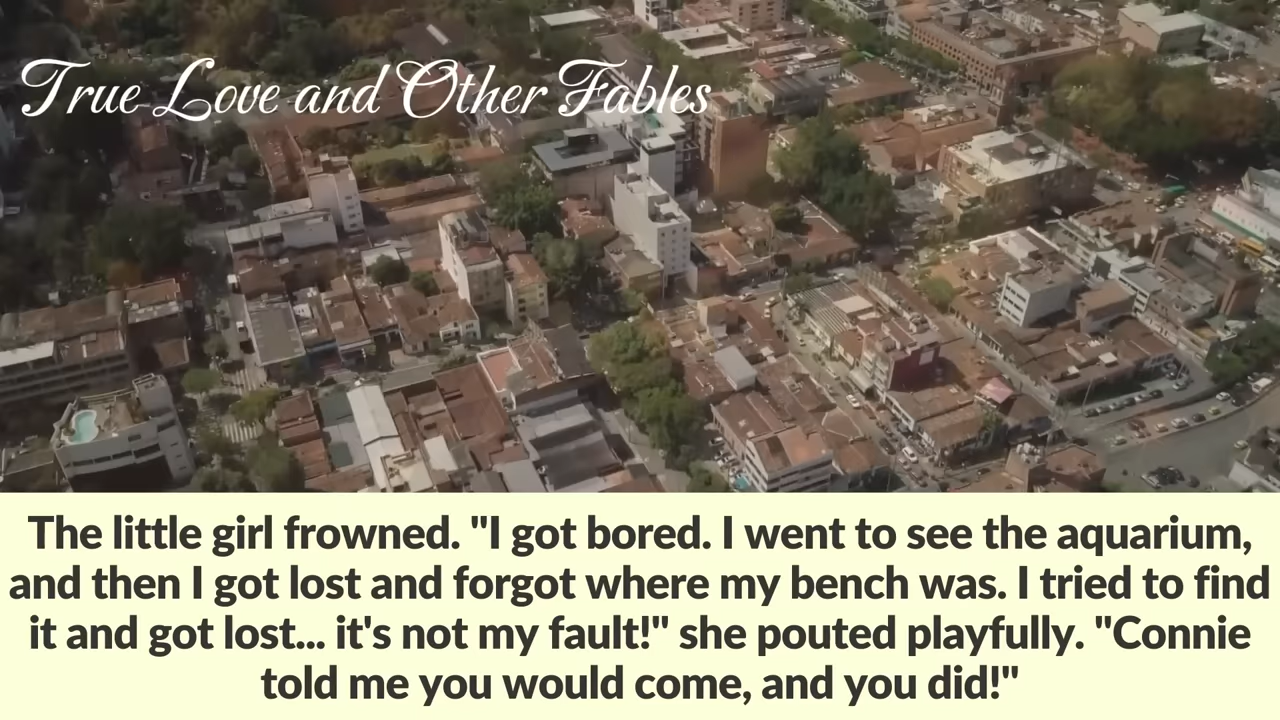 True Love and Other Fables
The little girl frowned. "I got bored. I went to see the aquarium,
and then I got lost and forgot where my bench was. I tried to find
it and got lost... it's not my fault!" she pouted playfully. "Connie
told me you would come, and you did!"